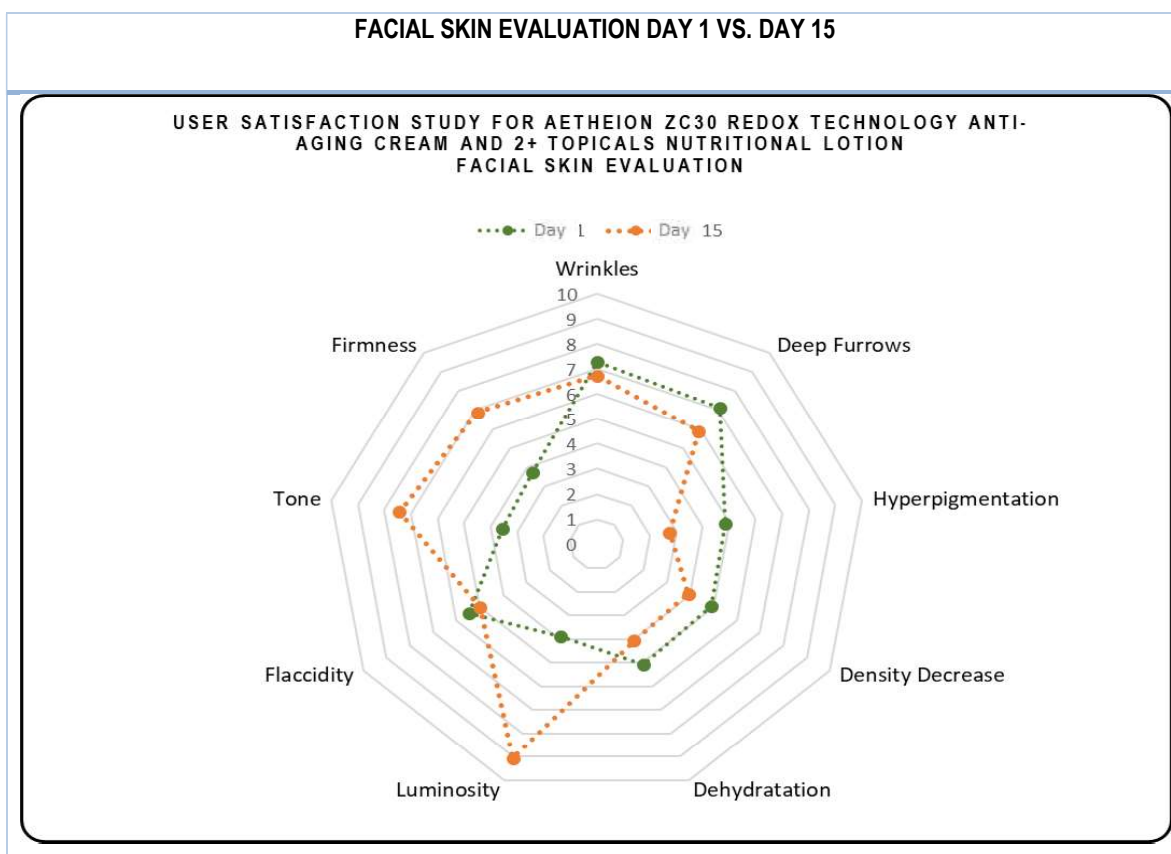 FACIAL SKIN EVALUATION DAY 1 VS. DAY 15
USER SATISFACTION STUDY FOR AETHEION ZC30 REDOX TECHNOLOGY ANTI-
AGING CREAM AND 2+ TOPICALS NUTRITIONAL LOTION
FACIAL SKIN EVALUATION
Day 1 Day 15
Wrinkles
10
9
8
7
6
5
4
3
2
1
0
Firmness
Deep Furrows
Tone
Hyperpigmentation
Flaccidity
Density Decrease
Luminosity
Dehydratation